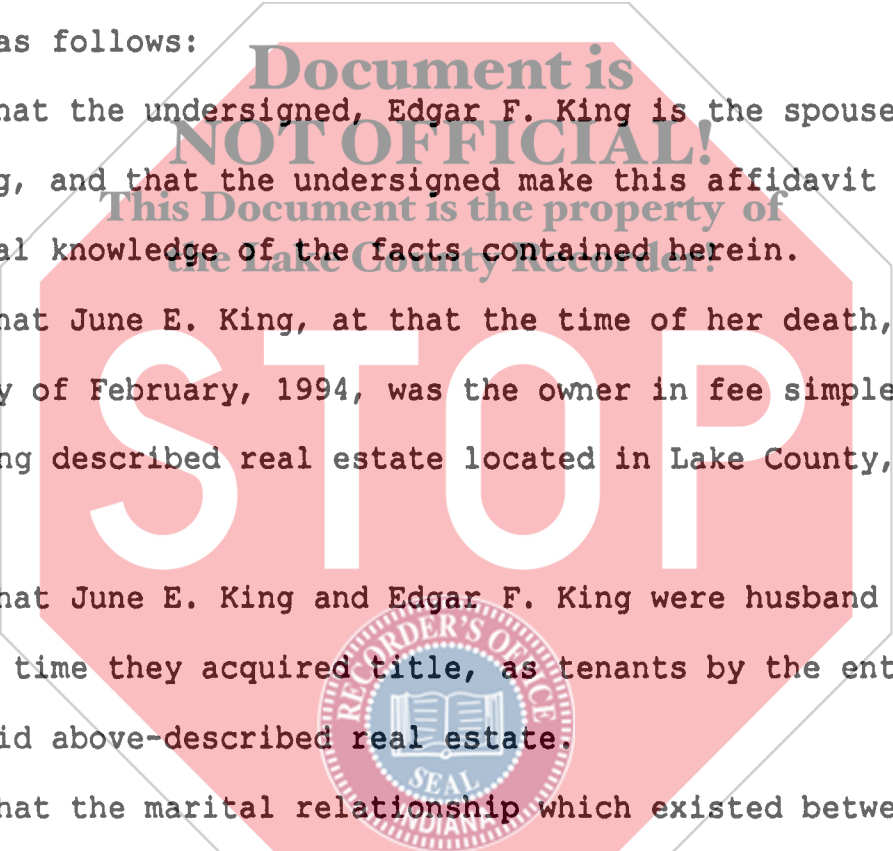 as follows:
Document is
hat the undersigned, Edgar F. King is the spouse
NOT OFFICIAL!
g, and that the undersigned make this affidavit
This Document is the property of
al knowledge of the facts contained herein.
the Lake County Recorder!
hat June E. King, at that the time of her death,
y of February, 1994, was the owner in fee simple
ng described real estate located in Lake County,
STOP
hat June E. King and Edgar F. King were husband
RECORDER'S OFFICE
time they acquired title, as tenants by the ent
id above-described real estate.
SEAL
hat the marital relationship which existed betwe
INDIANA